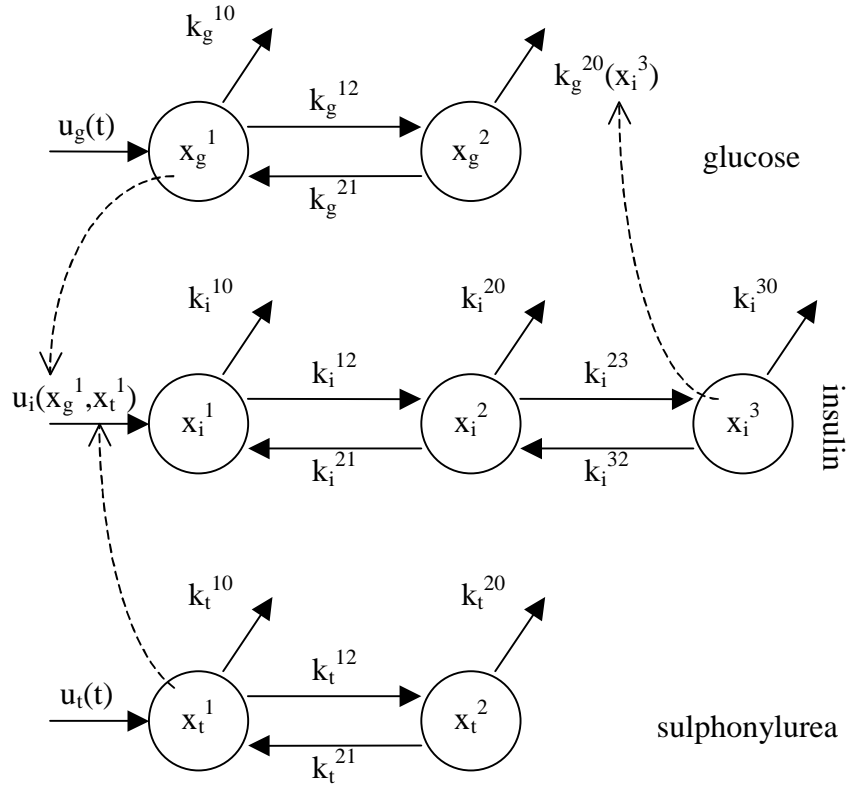 k_g^10
k_g^20(x_i^3)
k_g^12
u_g(t)
x_g^1
x_g^2
glucose
k_g^21
k_i^10
k_i^20
k_i^30
k_i^12
k_i^23
u_i(x_g^1,x_t^1)
x_i^1
x_i^2
x_i^3
insulin
k_i^21
k_i^32
k_t^10
k_t^20
k_t^12
u_t(t)
x_t^1
x_t^2
sulphonylurea
k_t^21